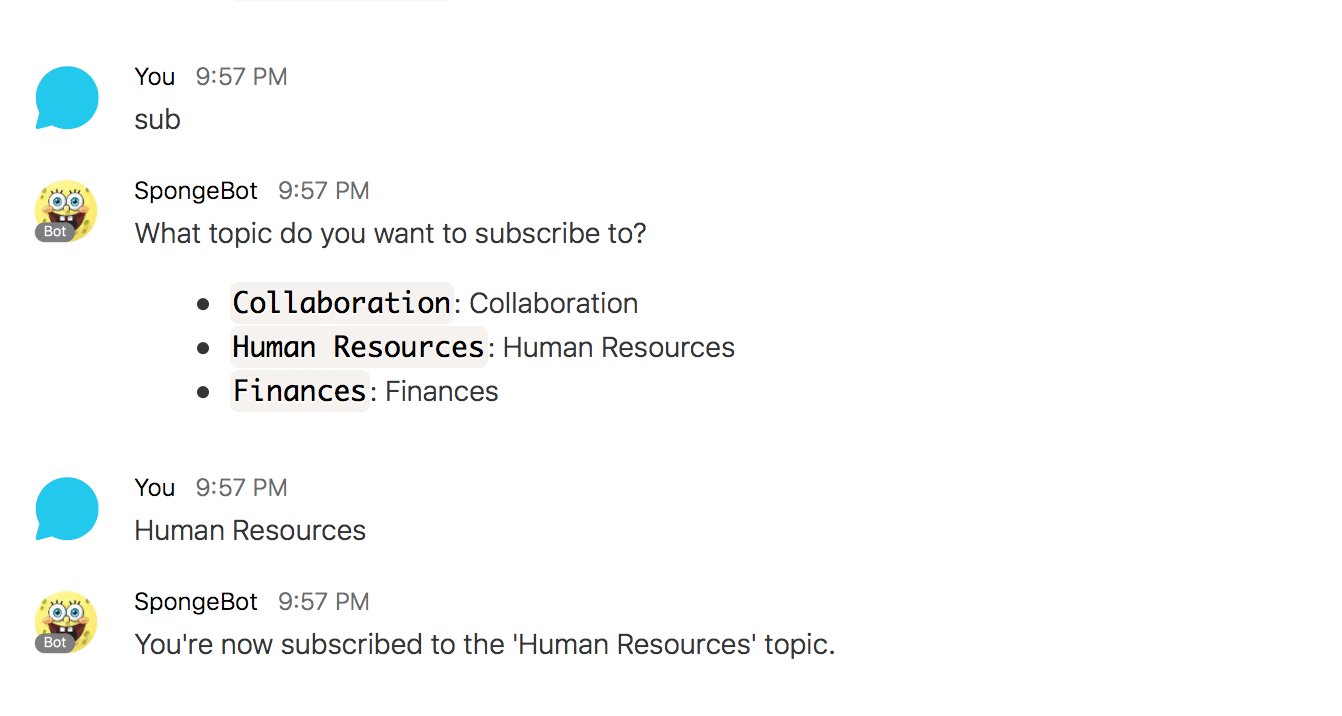 You 9:57 PM
sub
SpongeBot 9:57 PM
Bot
What topic do you want to subscribe to?
• Collaboration: Collaboration
• Human Resources: Human Resources
• Finances: Finances
You 9:57 PM
Human Resources
SpongeBot 9:57 PM
Bot
You're now subscribed to the 'Human Resources' topic.